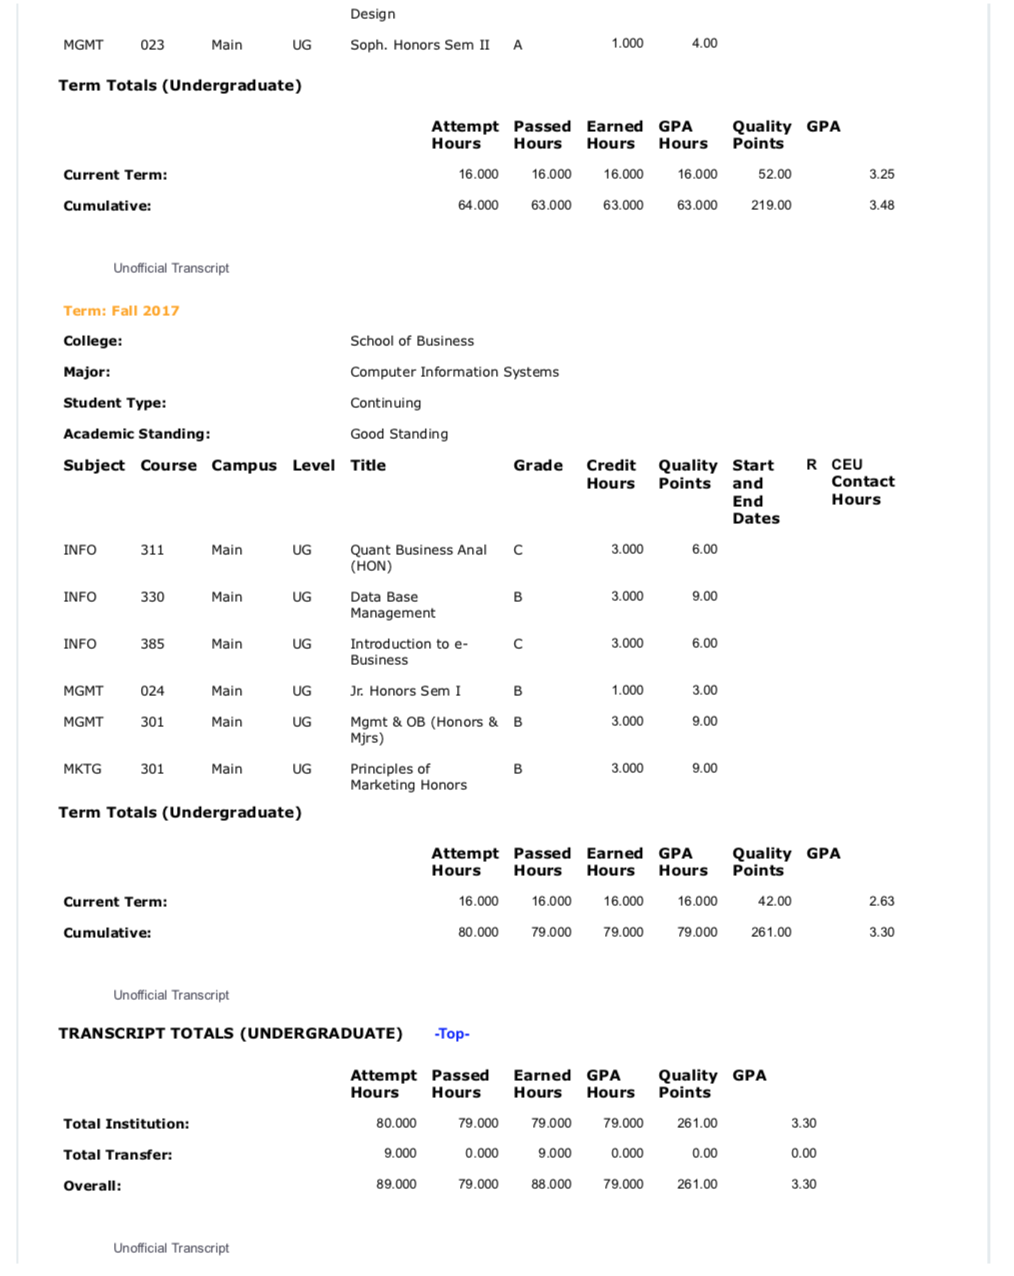 Design
MGMT 023 Main UG Soph. Honors Sem II A 1.000 4.00
Term Totals (Undergraduate)
Attempt Passed Earned GPA Quality GPA
Hours Hours Hours Hours Points
Current Term: 16.000 16.000 16.000 16.000 52.00 3.25
Cumulative: 64.000 63.000 63.000 63.000 219.00 3.48
Unofficial Transcript
Term: Fall 2017
College: School of Business
Major: Computer Information Systems
Student Type: Continuing
Academic Standing: Good Standing
Subject Course Campus Level Title Grade Credit Quality Start R CEU
Hours Points and Contact
End Hours
Dates
INFO 311 Main UG Quant Business Anal C 3.000 6.00
(HON)
INFO 330 Main UG Data Base B 3.000 9.00
Management
INFO 385 Main UG Introduction to e- C 3.000 6.00
Business
MGMT 024 Main UG Jr. Honors Sem I B 1.000 3.00
MGMT 301 Main UG Mgmt & OB (Honors & B 3.000 9.00
Mjrs)
MKTG 301 Main UG Principles of B 3.000 9.00
Marketing Honors
Term Totals (Undergraduate)
Attempt Passed Earned GPA Quality GPA
Hours Hours Hours Hours Points
Current Term: 16.000 16.000 16.000 16.000 42.00 2.63
Cumulative: 80.000 79.000 79.000 79.000 261.00 3.30
Unofficial Transcript
TRANSCRIPT TOTALS (UNDERGRADUATE) -Top-
Attempt Passed Earned GPA Quality GPA
Hours Hours Hours Hours Points
Total Institution: 80.000 79.000 79.000 79.000 261.00 3.30
Total Transfer: 9.000 0.000 9.000 0.000 0.00 0.00
Overall: 89.000 79.000 88.000 79.000 261.00 3.30
Unofficial Transcript